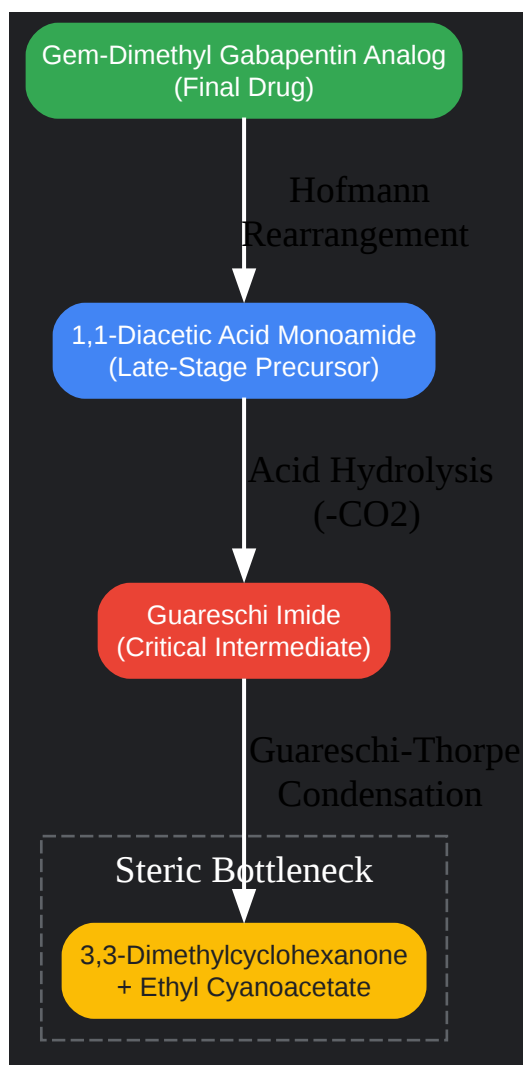 Gem-Dimethyl Gabapentin Analog
(Final Drug)
Hofmann
Rearrangement
1,1-Diacetic Acid Monoamide
(Late-Stage Precursor)
Acid Hydrolysis
(-CO2)
Guareschi Imide
(Critical Intermediate)
Guareschi-Thorpe
Condensation
Steric Bottleneck
3,3-Dimethylcyclohexanone
+ Ethyl Cyanoacetate